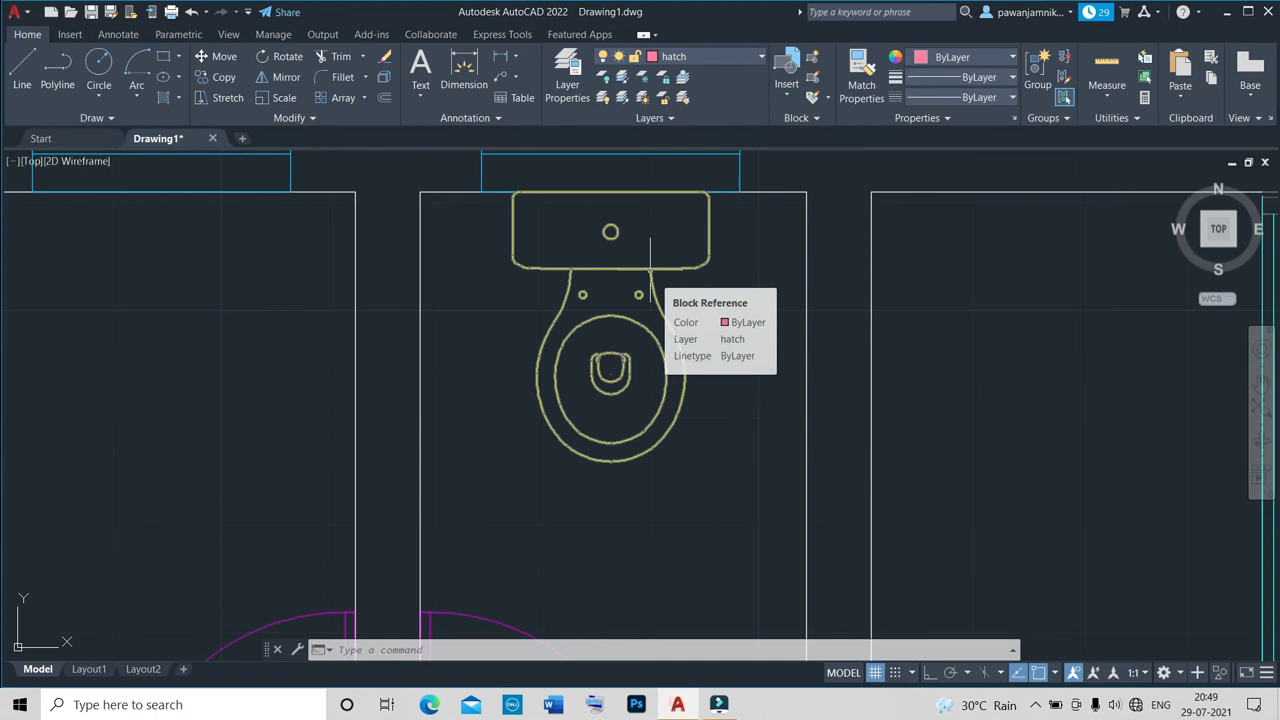 Share
Autodesk AutoCAD 2022 Drawing1.dwg
Type a keyword or phrase
pawanjamnik...
29
Home Insert Annotate Parametric View Manage Output Add-ins Collaborate Express Tools Featured Apps
Line
Polyline
Circle
Arc
Move
Rotate
Trim
Copy
Mirror
Fillet
Stretch
Scale
Array
Text
Dimension
Table
Layer
Properties
hatch
Insert
Match
Properties
ByLayer
ByLayer
ByLayer
Group
Measure
Paste
Base
Draw Modify Annotation Layers Block Properties Groups Utilities Clipboard View
Start Drawing1*
[−][Top][2D Wireframe]
N
W TOP E
S
WCS
Block Reference
Color ByLayer
Layer hatch
Linetype ByLayer
Y
X
Type a command
Model Layout1 Layout2
MODEL
1:1
Type here to search
DELL
W
Ps
A
30°C Rain
ENG
20:49
29-07-2021